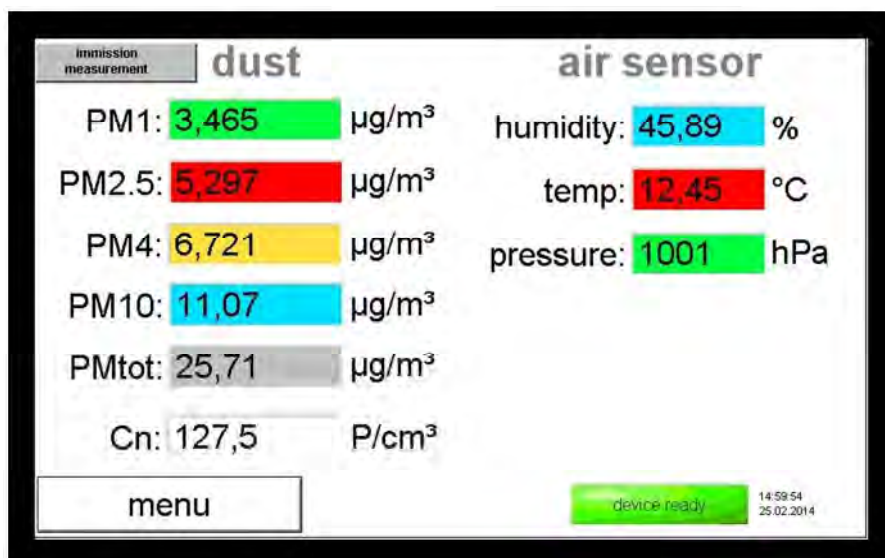 immission
measurement
dust
air sensor
PM1: 3,465 µg/m³
humidity: 45,89 %
PM2.5: 5,297 µg/m³
temp: 12,45 °C
PM4: 6,721 µg/m³
pressure: 1001 hPa
PM10: 11,07 µg/m³
PMtot: 25,71 µg/m³
Cn: 127,5 P/cm³
menu
device ready
14:59:54
25.02.2014